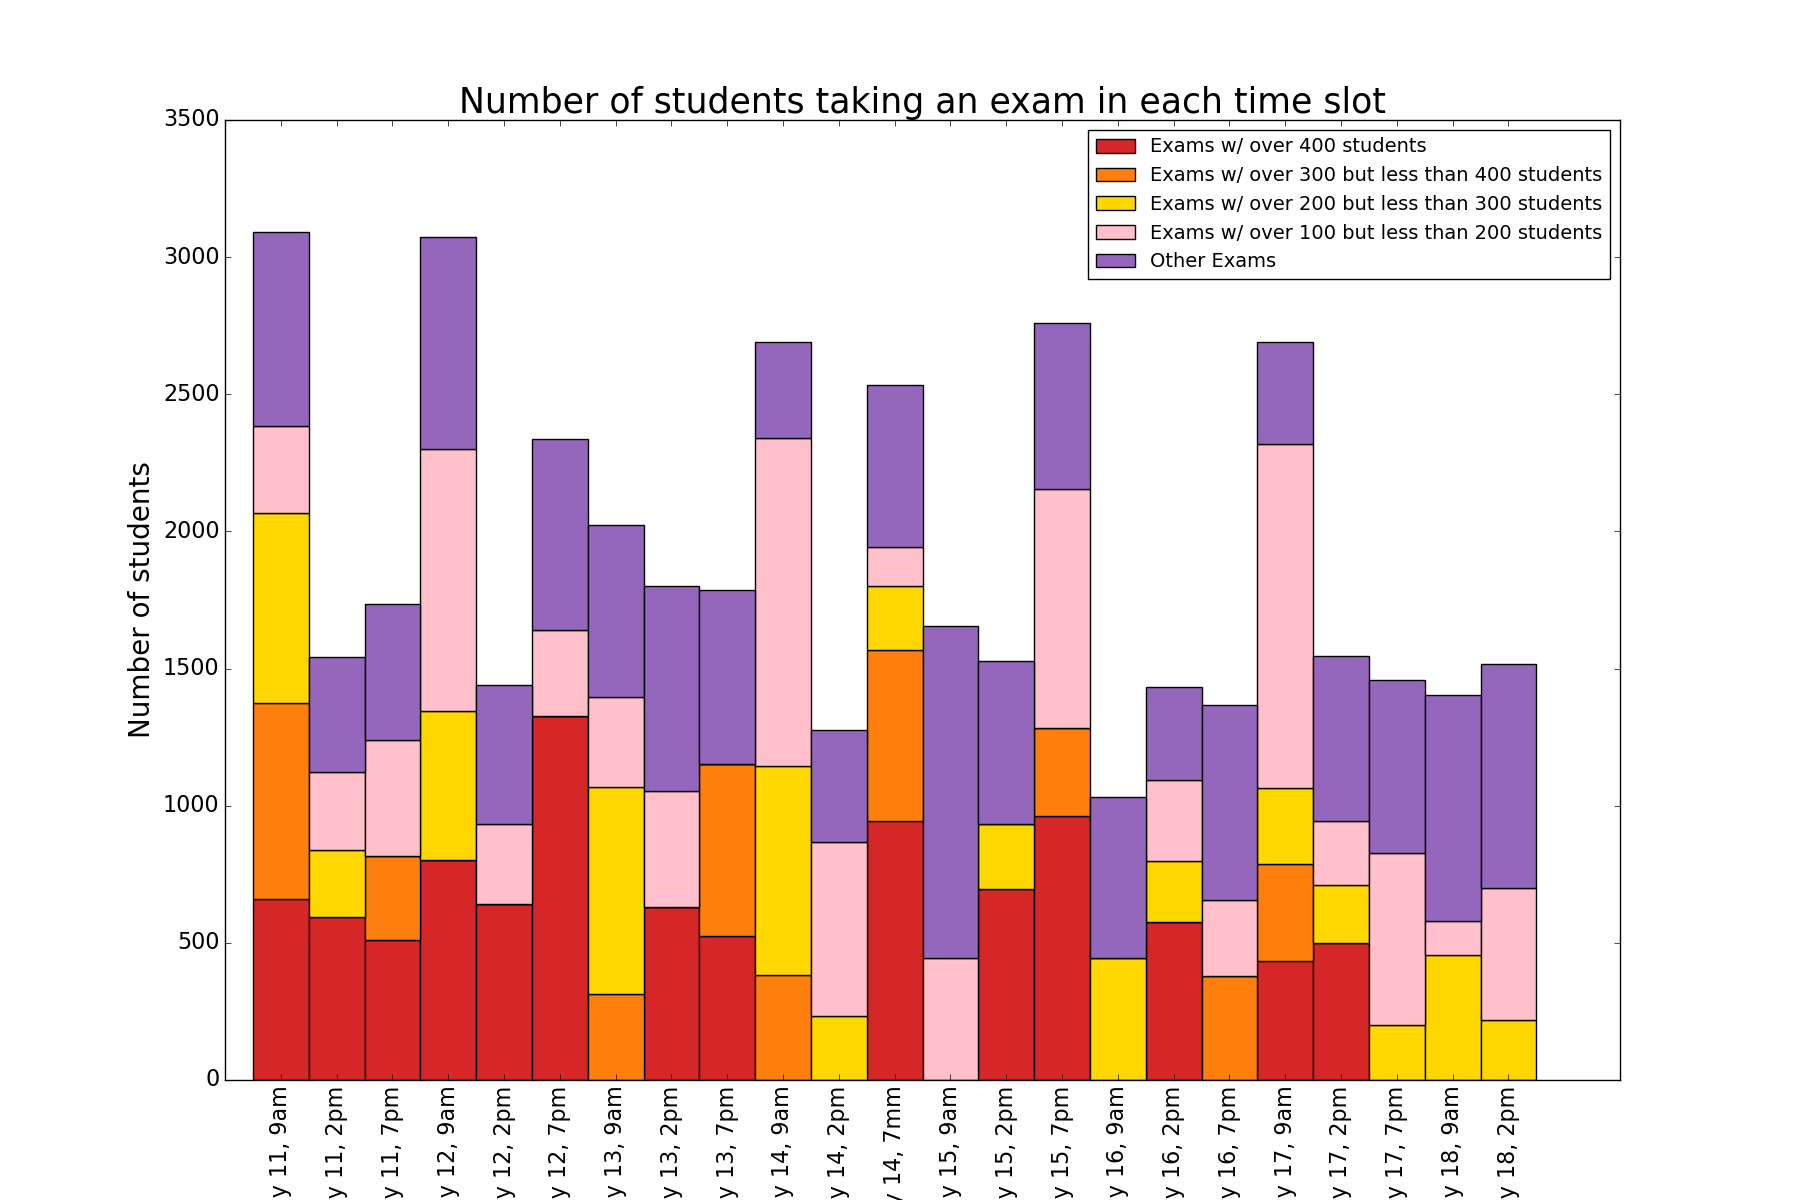 Number of students taking an exam in each time slot
Exams w/ over 400 students
Exams w/ over 300 but less than 400 students
Exams w/ over 200 but less than 300 students
Exams w/ over 100 but less than 200 students
Other Exams
Number of students
3500
3000
2500
2000
1500
1000
500
0
y 11, 9am
y 11, 2pm
y 11, 7pm
y 12, 9am
y 12, 2pm
y 12, 7pm
y 13, 9am
y 13, 2pm
y 13, 7pm
y 14, 9am
y 14, 2pm
y 14, 7mm
y 15, 9am
y 15, 2pm
y 15, 7pm
y 16, 9am
y 16, 2pm
y 16, 7pm
y 17, 9am
y 17, 2pm
y 17, 7pm
y 18, 9am
y 18, 2pm